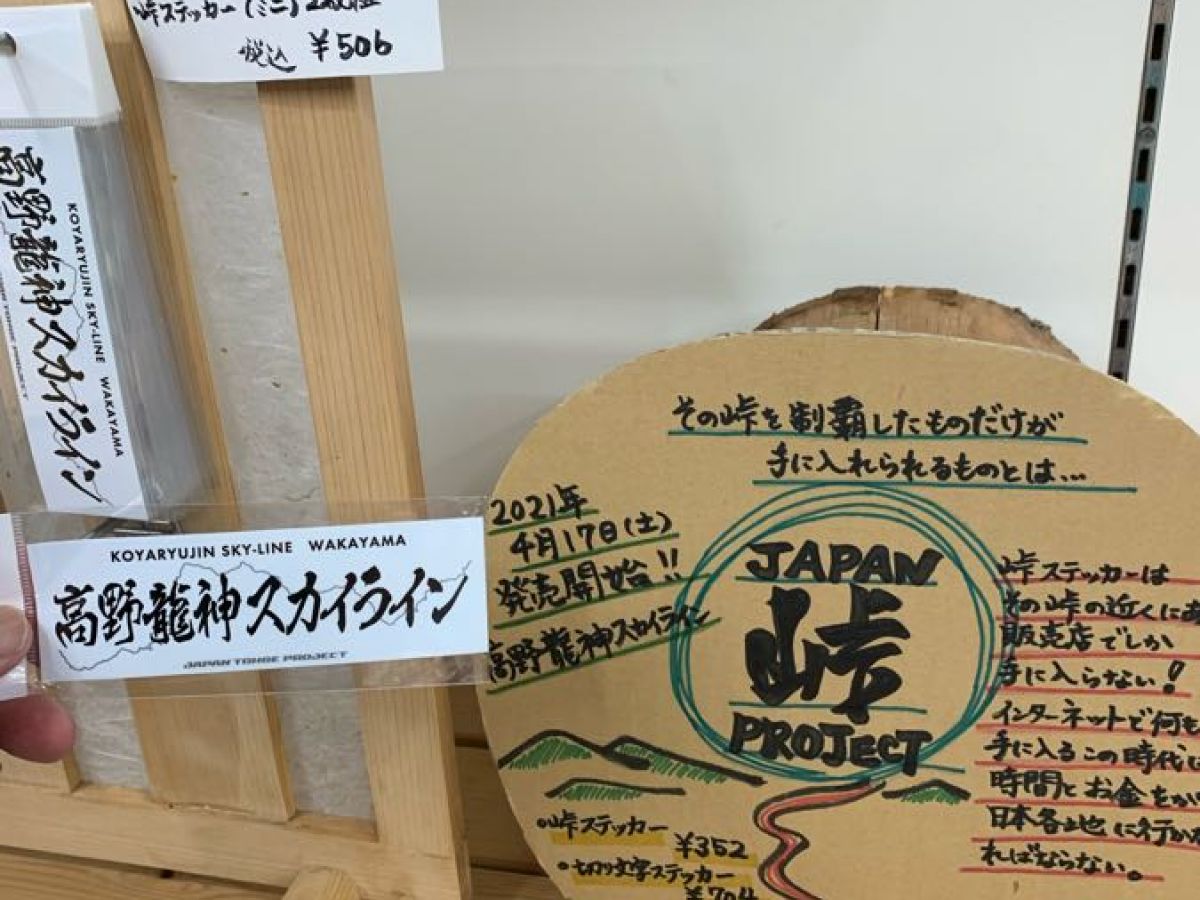 峠ステッカー(ミニ)2枚組
税込 ¥506
KOYARYUJIN SKY-LINE WAKAYAMA
高野龍神スカイライン
KOYARYUJIN SKY-LINE WAKAYAMA
高野龍神スカイライン
JAPAN TOHGE PROJECT
その峠を制覇したものだけが
手に入れられるものとは…
2021年
4月17日(土)
発売開始!!
高野龍神スカイライン
JAPAN
峠
PROJECT
峠ステッカーは
その峠の近くにあ
販売店でしか
手に入らない!
インターネットで何も
手に入るこの時代に
時間とお金をか
日本各地に行かな
ればならない。
・峠ステッカー
¥352
・切り文字ステッカー
¥704